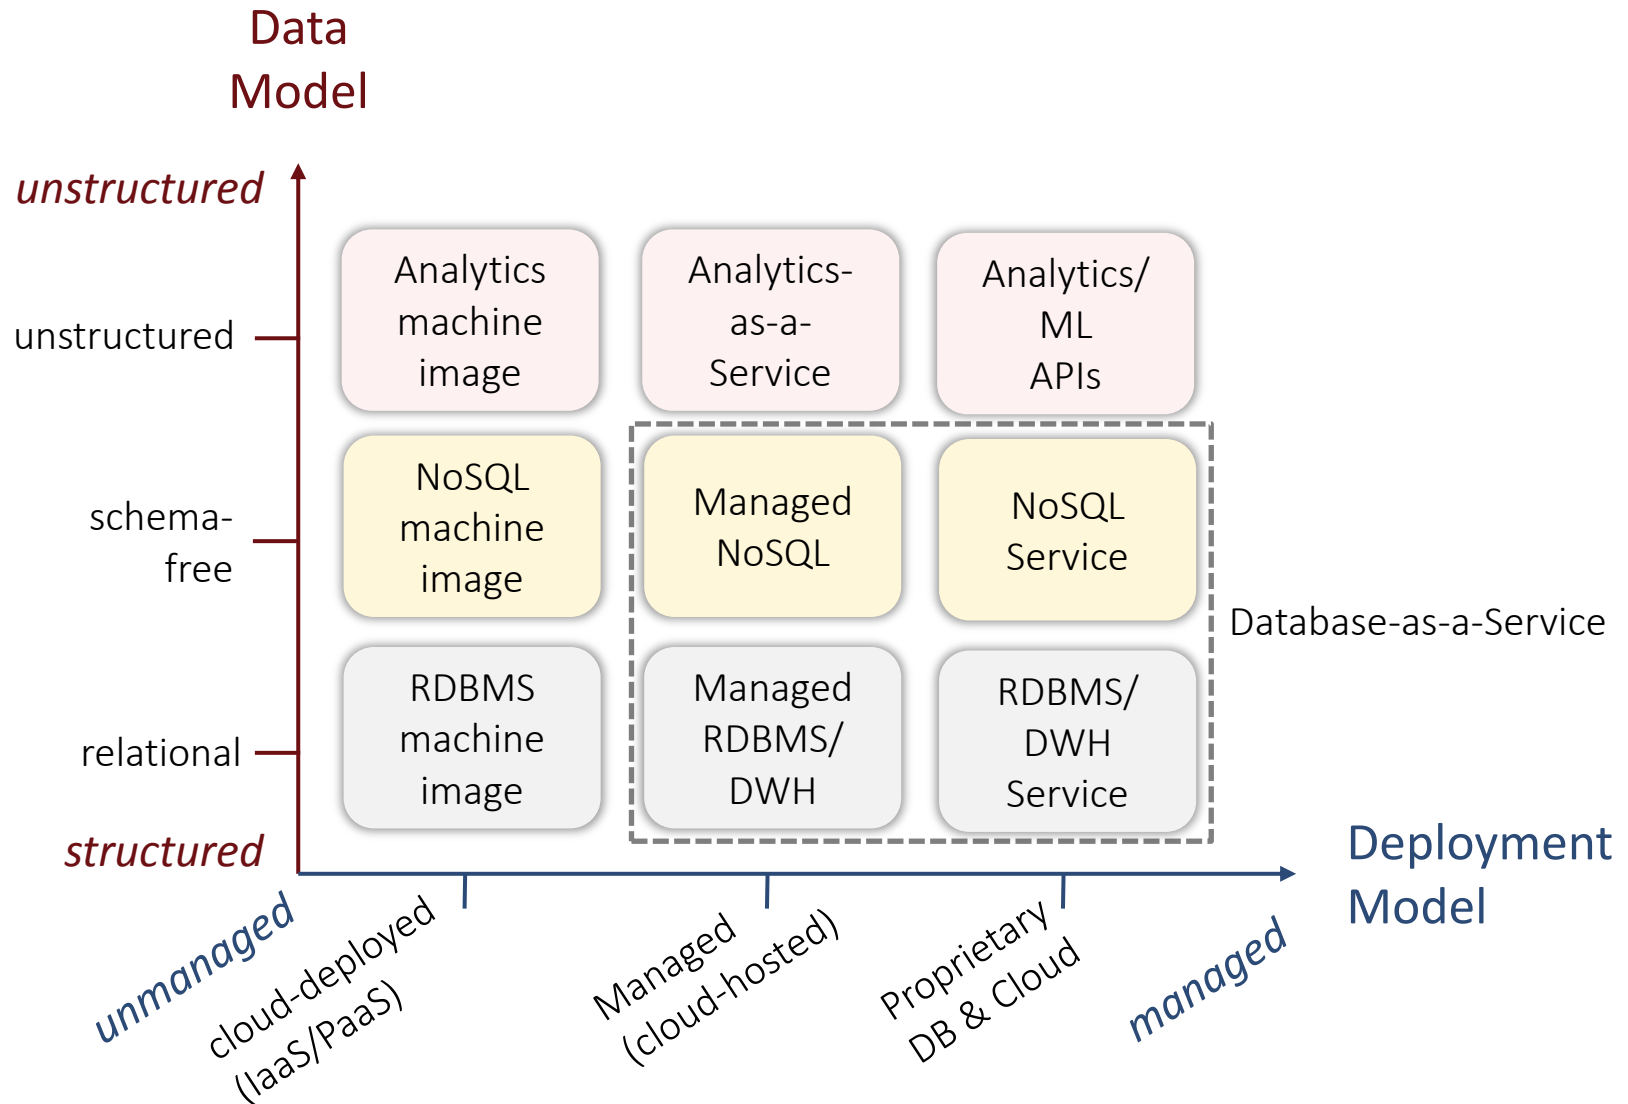 Data
Model
unstructured
unstructured
Analytics
machine
image
Analytics-
as-a-
Service
Analytics/
ML
APIs
schema-
free
NoSQL
machine
image
Managed
NoSQL
NoSQL
Service
Database-as-a-Service
relational
RDBMS
machine
image
Managed
RDBMS/
DWH
RDBMS/
DWH
Service
structured
Deployment
Model
unmanaged
cloud-deployed
(IaaS/PaaS)
Managed
(cloud-hosted)
Proprietary
DB & Cloud
managed